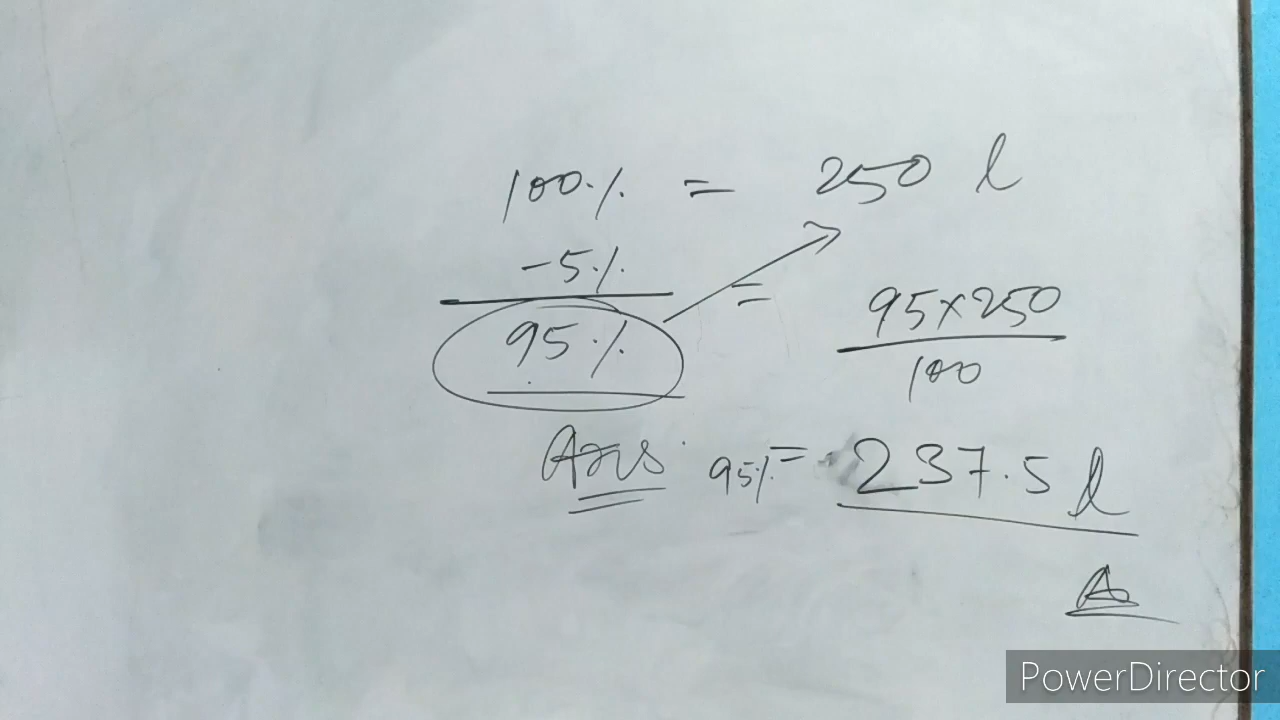 100% = 250 l
-5%
95% = 95×250
100
Ans 95% = 237.5 l
A
PowerDirector